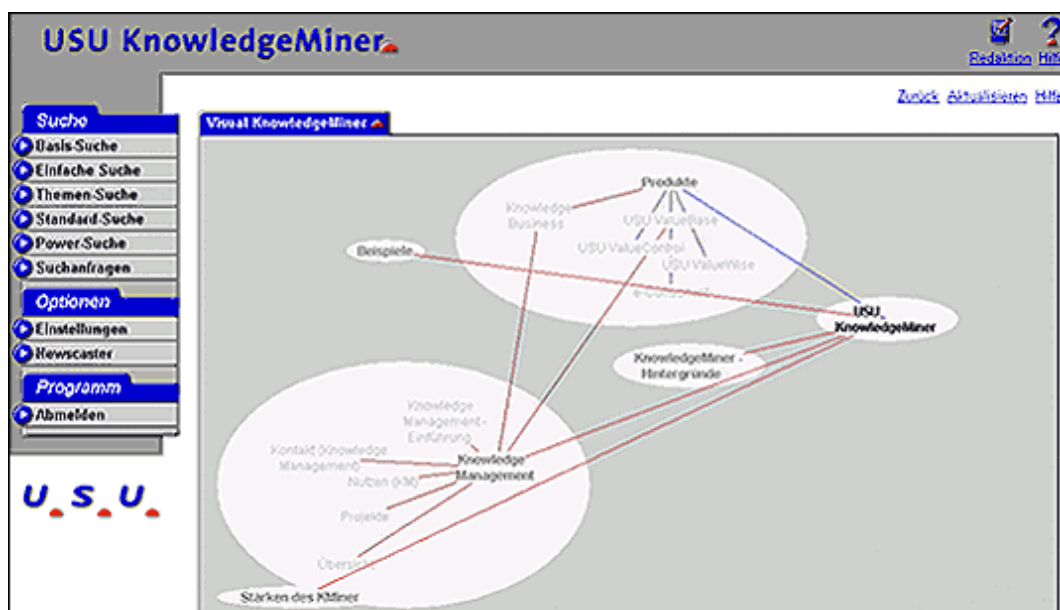 USU KnowledgeMiner
Redaktion Hilfe
Zurück Aktualisieren Hilfe
Suche
Basis-Suche
Einfache Suche
Themen-Suche
Standard-Suche
Power-Suche
Suchanfragen
Optionen
Einstellungen
Newscaster
Programm
Abmelden
U.S.U.
Visual KnowledgeMiner
Produkte
Knowledge
Business
USU ValueBase
USU ValueControl
USU ValueWise
Beispiele
USU
KnowledgeMiner
KnowledgeMiner -
Hintergründe
Knowledge
Management-
Einführung
Kontakt (Knowledge
Management)
Knowledge
Management
Nutzen (KM)
Projekte
Übersicht
Stärken des KMiner